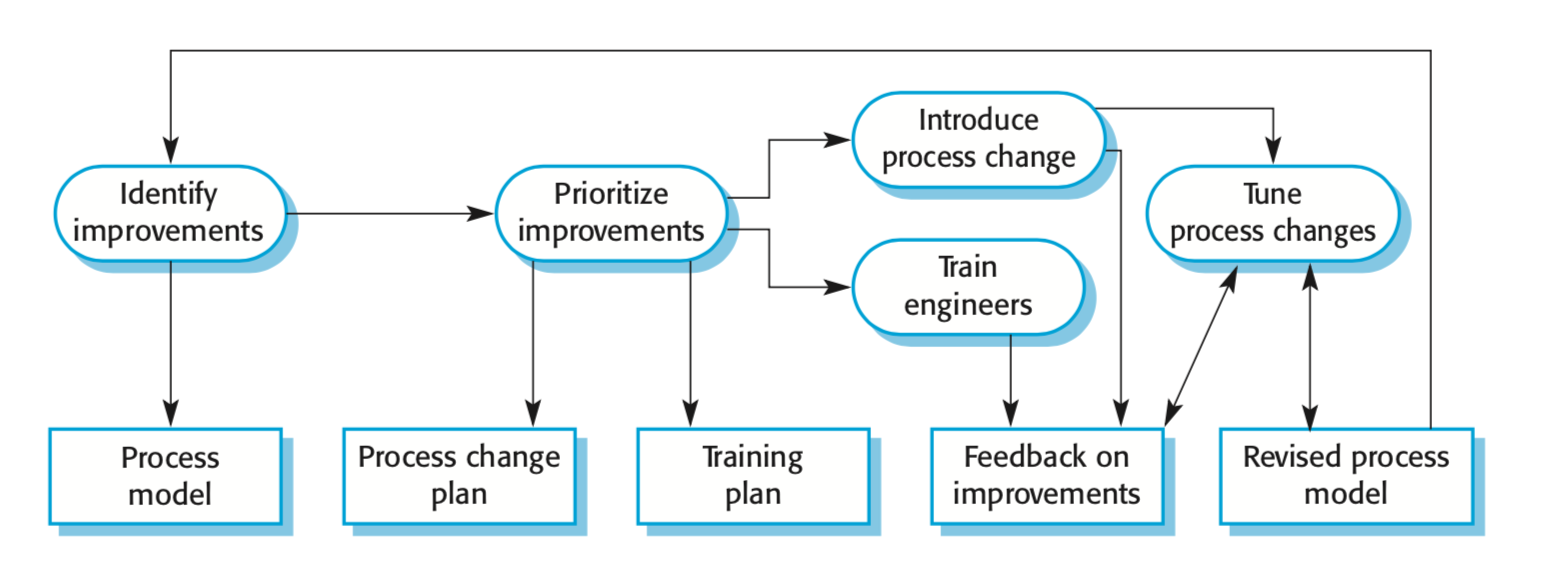 Introduce
process change
Identify
improvements
Prioritize
improvements
Tune
process changes
Train
engineers
Process
model
Process change
plan
Training
plan
Feedback on
improvements
Revised process
model